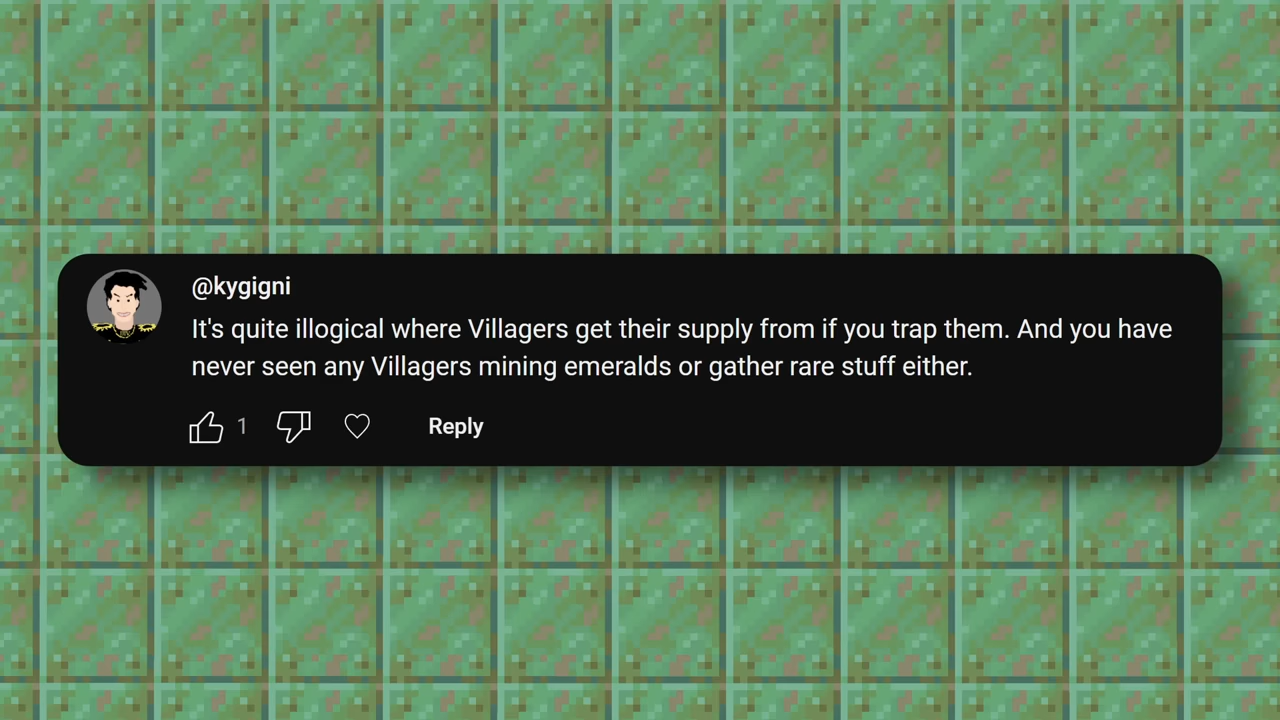 @kygigni
It's quite illogical where Villagers get their supply from if you trap them. And you have
never seen any Villagers mining emeralds or gather rare stuff either.
1 Reply